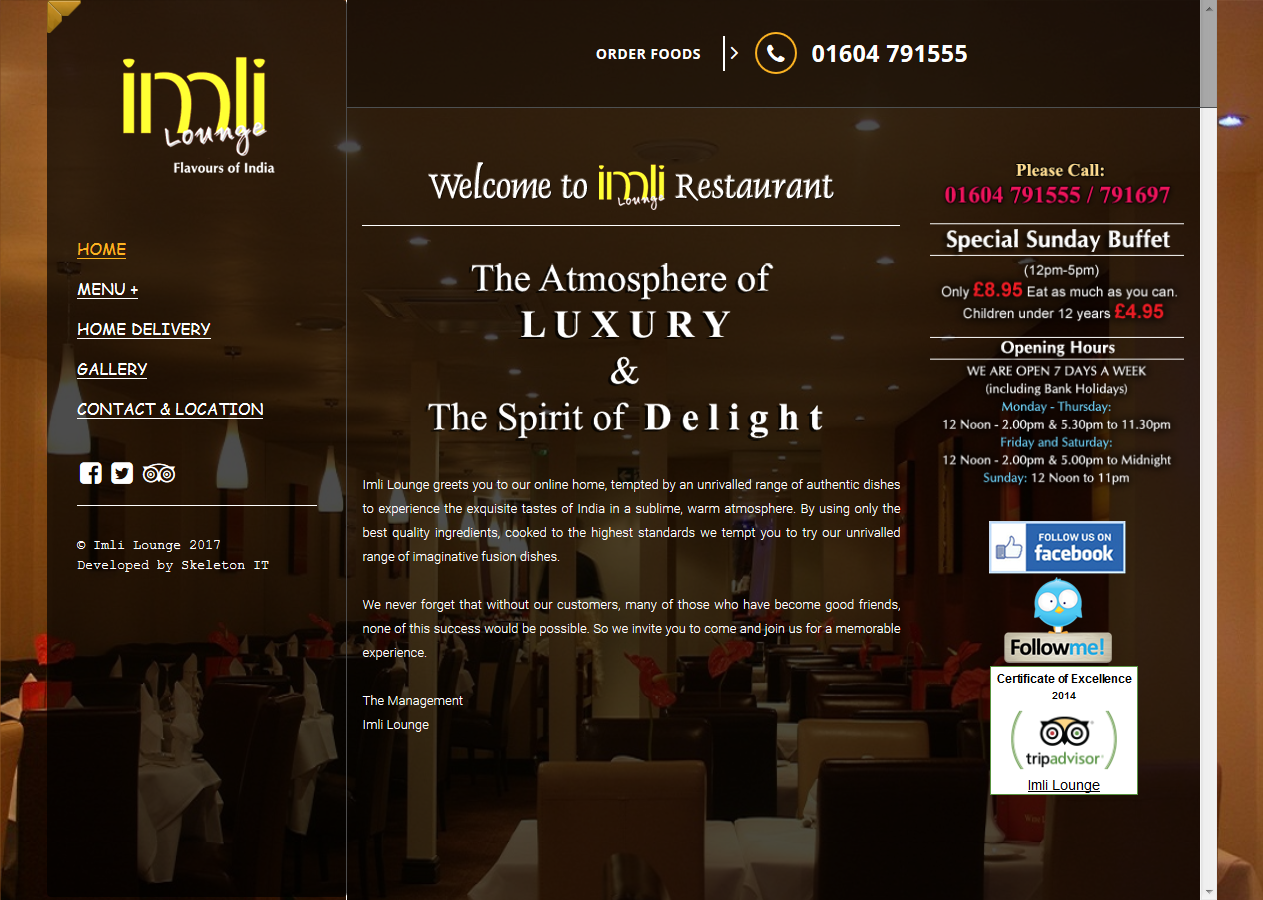 imli
Lounge
Flavours of India
HOME
MENU +
HOME DELIVERY
GALLERY
CONTACT & LOCATION
© Imli Lounge 2017
Developed by Skeleton IT
ORDER FOODS
01604 791555
Welcome to imli Lounge Restaurant
The Atmosphere of
LUXURY
&
The Spirit of Delight
Imli Lounge greets you to our online home, tempted by an unrivalled range of authentic dishes
to experience the exquisite tastes of India in a sublime, warm atmosphere. By using only the
best quality ingredients, cooked to the highest standards we tempt you to try our unrivalled
range of imaginative fusion dishes.
We never forget that without our customers, many of those who have become good friends,
none of this success would be possible. So we invite you to come and join us for a memorable
experience.
The Management
Imli Lounge
Please Call:
01604 791555 / 791697
Special Sunday Buffet
(12pm-5pm)
Only £8.95 Eat as much as you can.
Children under 12 years £4.95
Opening Hours
WE ARE OPEN 7 DAYS A WEEK
(including Bank Holidays)
Monday - Thursday:
12 Noon - 2.00pm & 5.30pm to 11.30pm
Friday and Saturday:
12 Noon - 2.00pm & 5.00pm to Midnight
Sunday: 12 Noon to 11pm
FOLLOW US ON
facebook
Followme!
Certificate of Excellence
2014
tripadvisor®
Imli Lounge